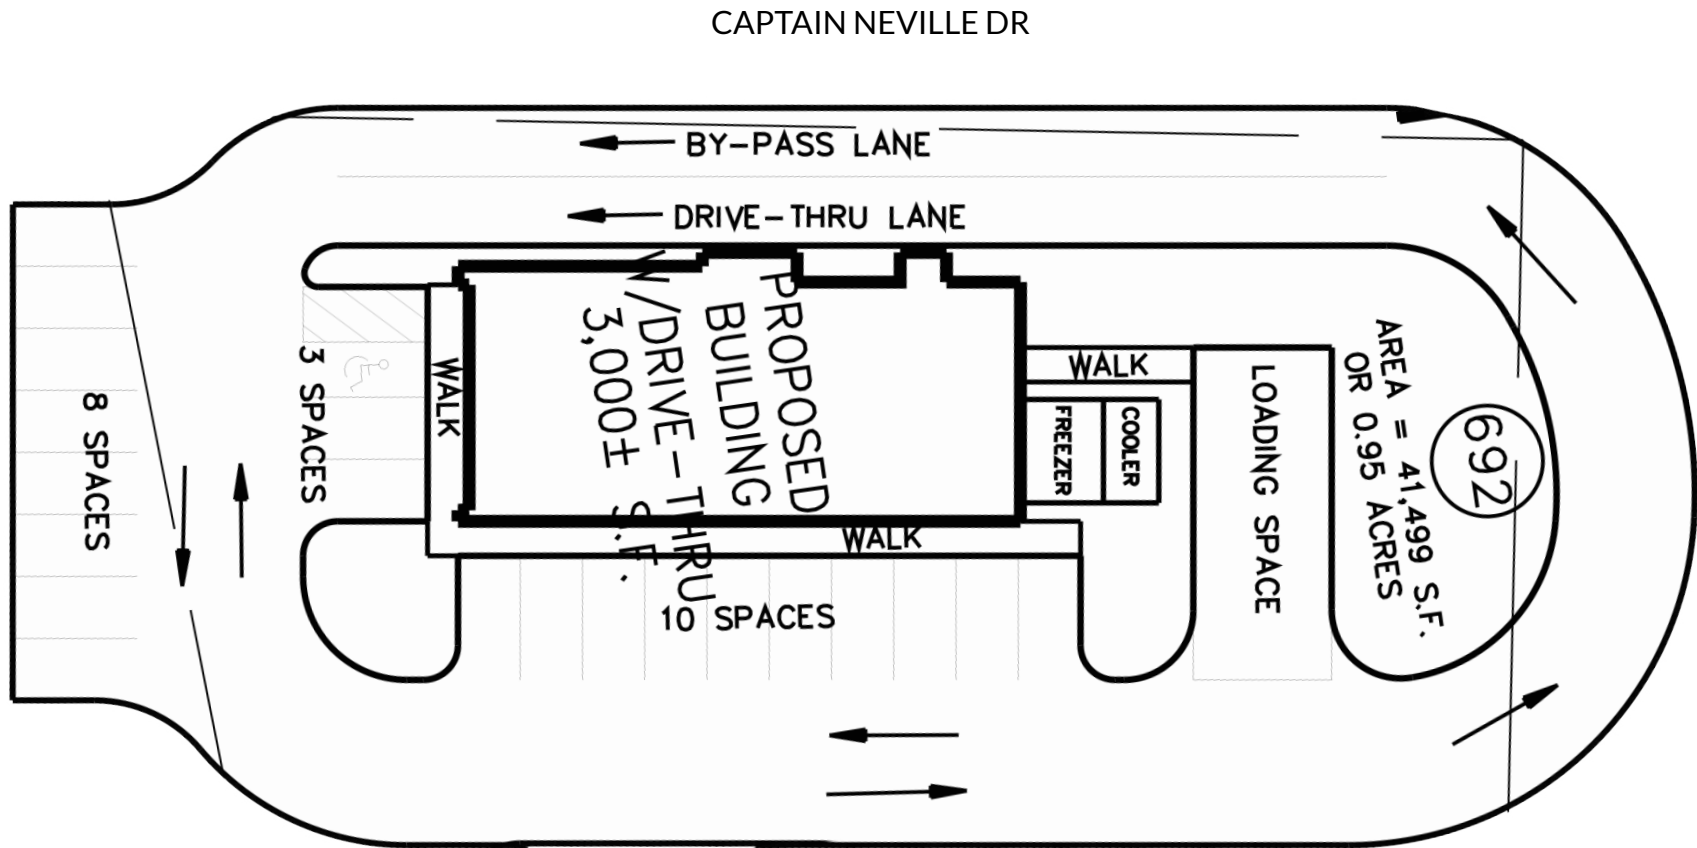 CAPTAIN NEVILLE DR
BY-PASS LANE
DRIVE-THRU LANE
PROPOSED
BUILDING
W/DRIVE-THRU
3,000± S.F.
WALK
3 SPACES
8 SPACES
WALK
FREEZER
COOLER
LOADING SPACE
AREA = 41,499 S.F.
OR 0.95 ACRES
692
WALK
10 SPACES